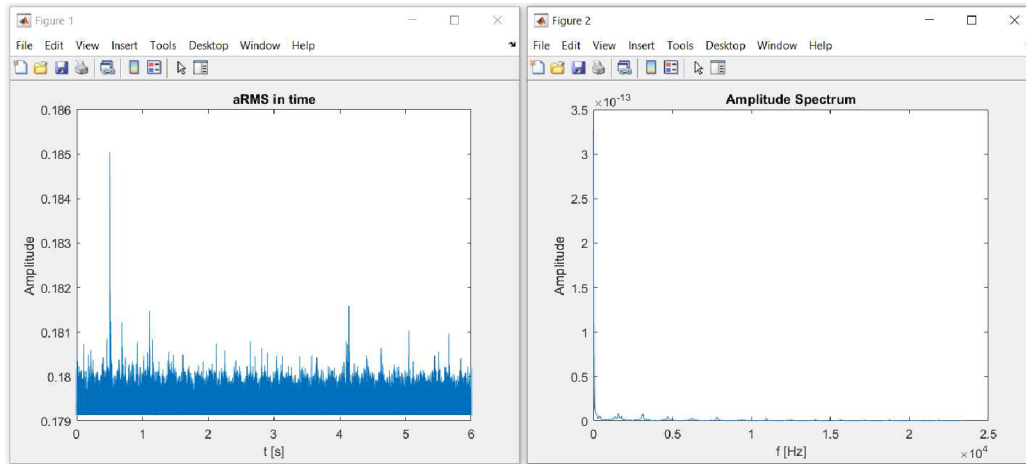 Figure 1
File Edit View Insert Tools Desktop Window Help
aRMS in time
0.186
0.185
0.184
0.183
0.182
0.181
0.18
0.179
Amplitude
0 1 2 3 4 5 6
t [s]
Figure 2
File Edit View Insert Tools Desktop Window Help
Amplitude Spectrum
×10-13
3.5
3
2.5
2
1.5
1
0.5
0
Amplitude
0 0.5 1 1.5 2 2.5
f [Hz]
×104